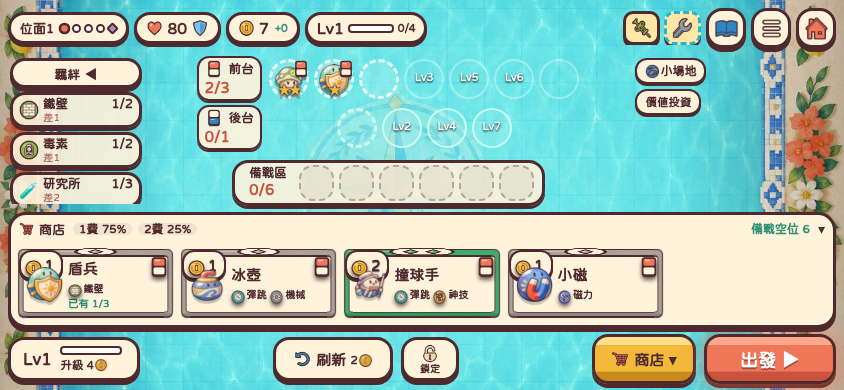 位面1
80
7 +0
Lv1 0/4
羈絆 ◀
鐵壁 1/2
差1
毒素 1/2
差1
研究所 1/3
差2
前台
2/3
Lv3 Lv5 Lv6
後台
0/1
Lv2 Lv4 Lv7
備戰區
0/6
小場地
價值投資
商店 1費 75% 2費 25%
備戰空位 6 ▼
1 盾兵
鐵壁
已有 1/3
1 冰壺
彈跳 機械
2 撞球手
彈跳 神技
1 小磁
磁力
Lv1
升級 4
刷新 2
鎖定
商店 ▼
出發 ▶